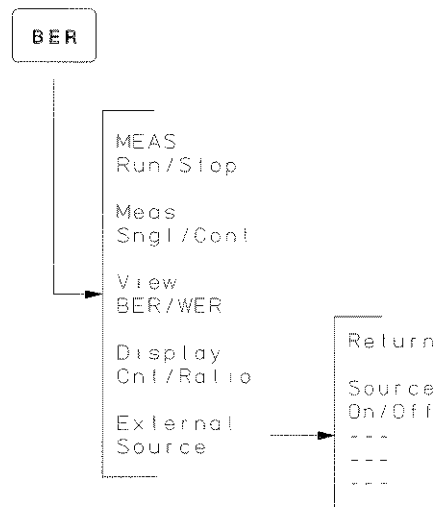 BER
MEAS
Run/Stop
Meas
Sngl/Cont
View
BER/WER
Display
Cnt/Ratio
External
Source
Return
Source
On/Off
---
---
---